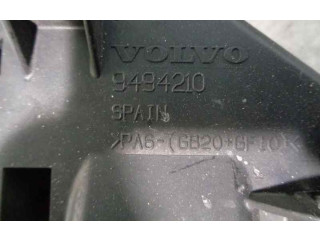 VOLVO
9494210
SPAIN
>PA6-(GB20+GF10)<